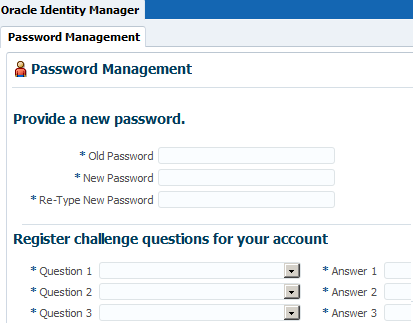 Oracle Identity Manager
Password Management
Password Management
Provide a new password.
* Old Password
* New Password
* Re-Type New Password
Register challenge questions for your account
* Question 1 * Answer 1
* Question 2 * Answer 2
* Question 3 * Answer 3